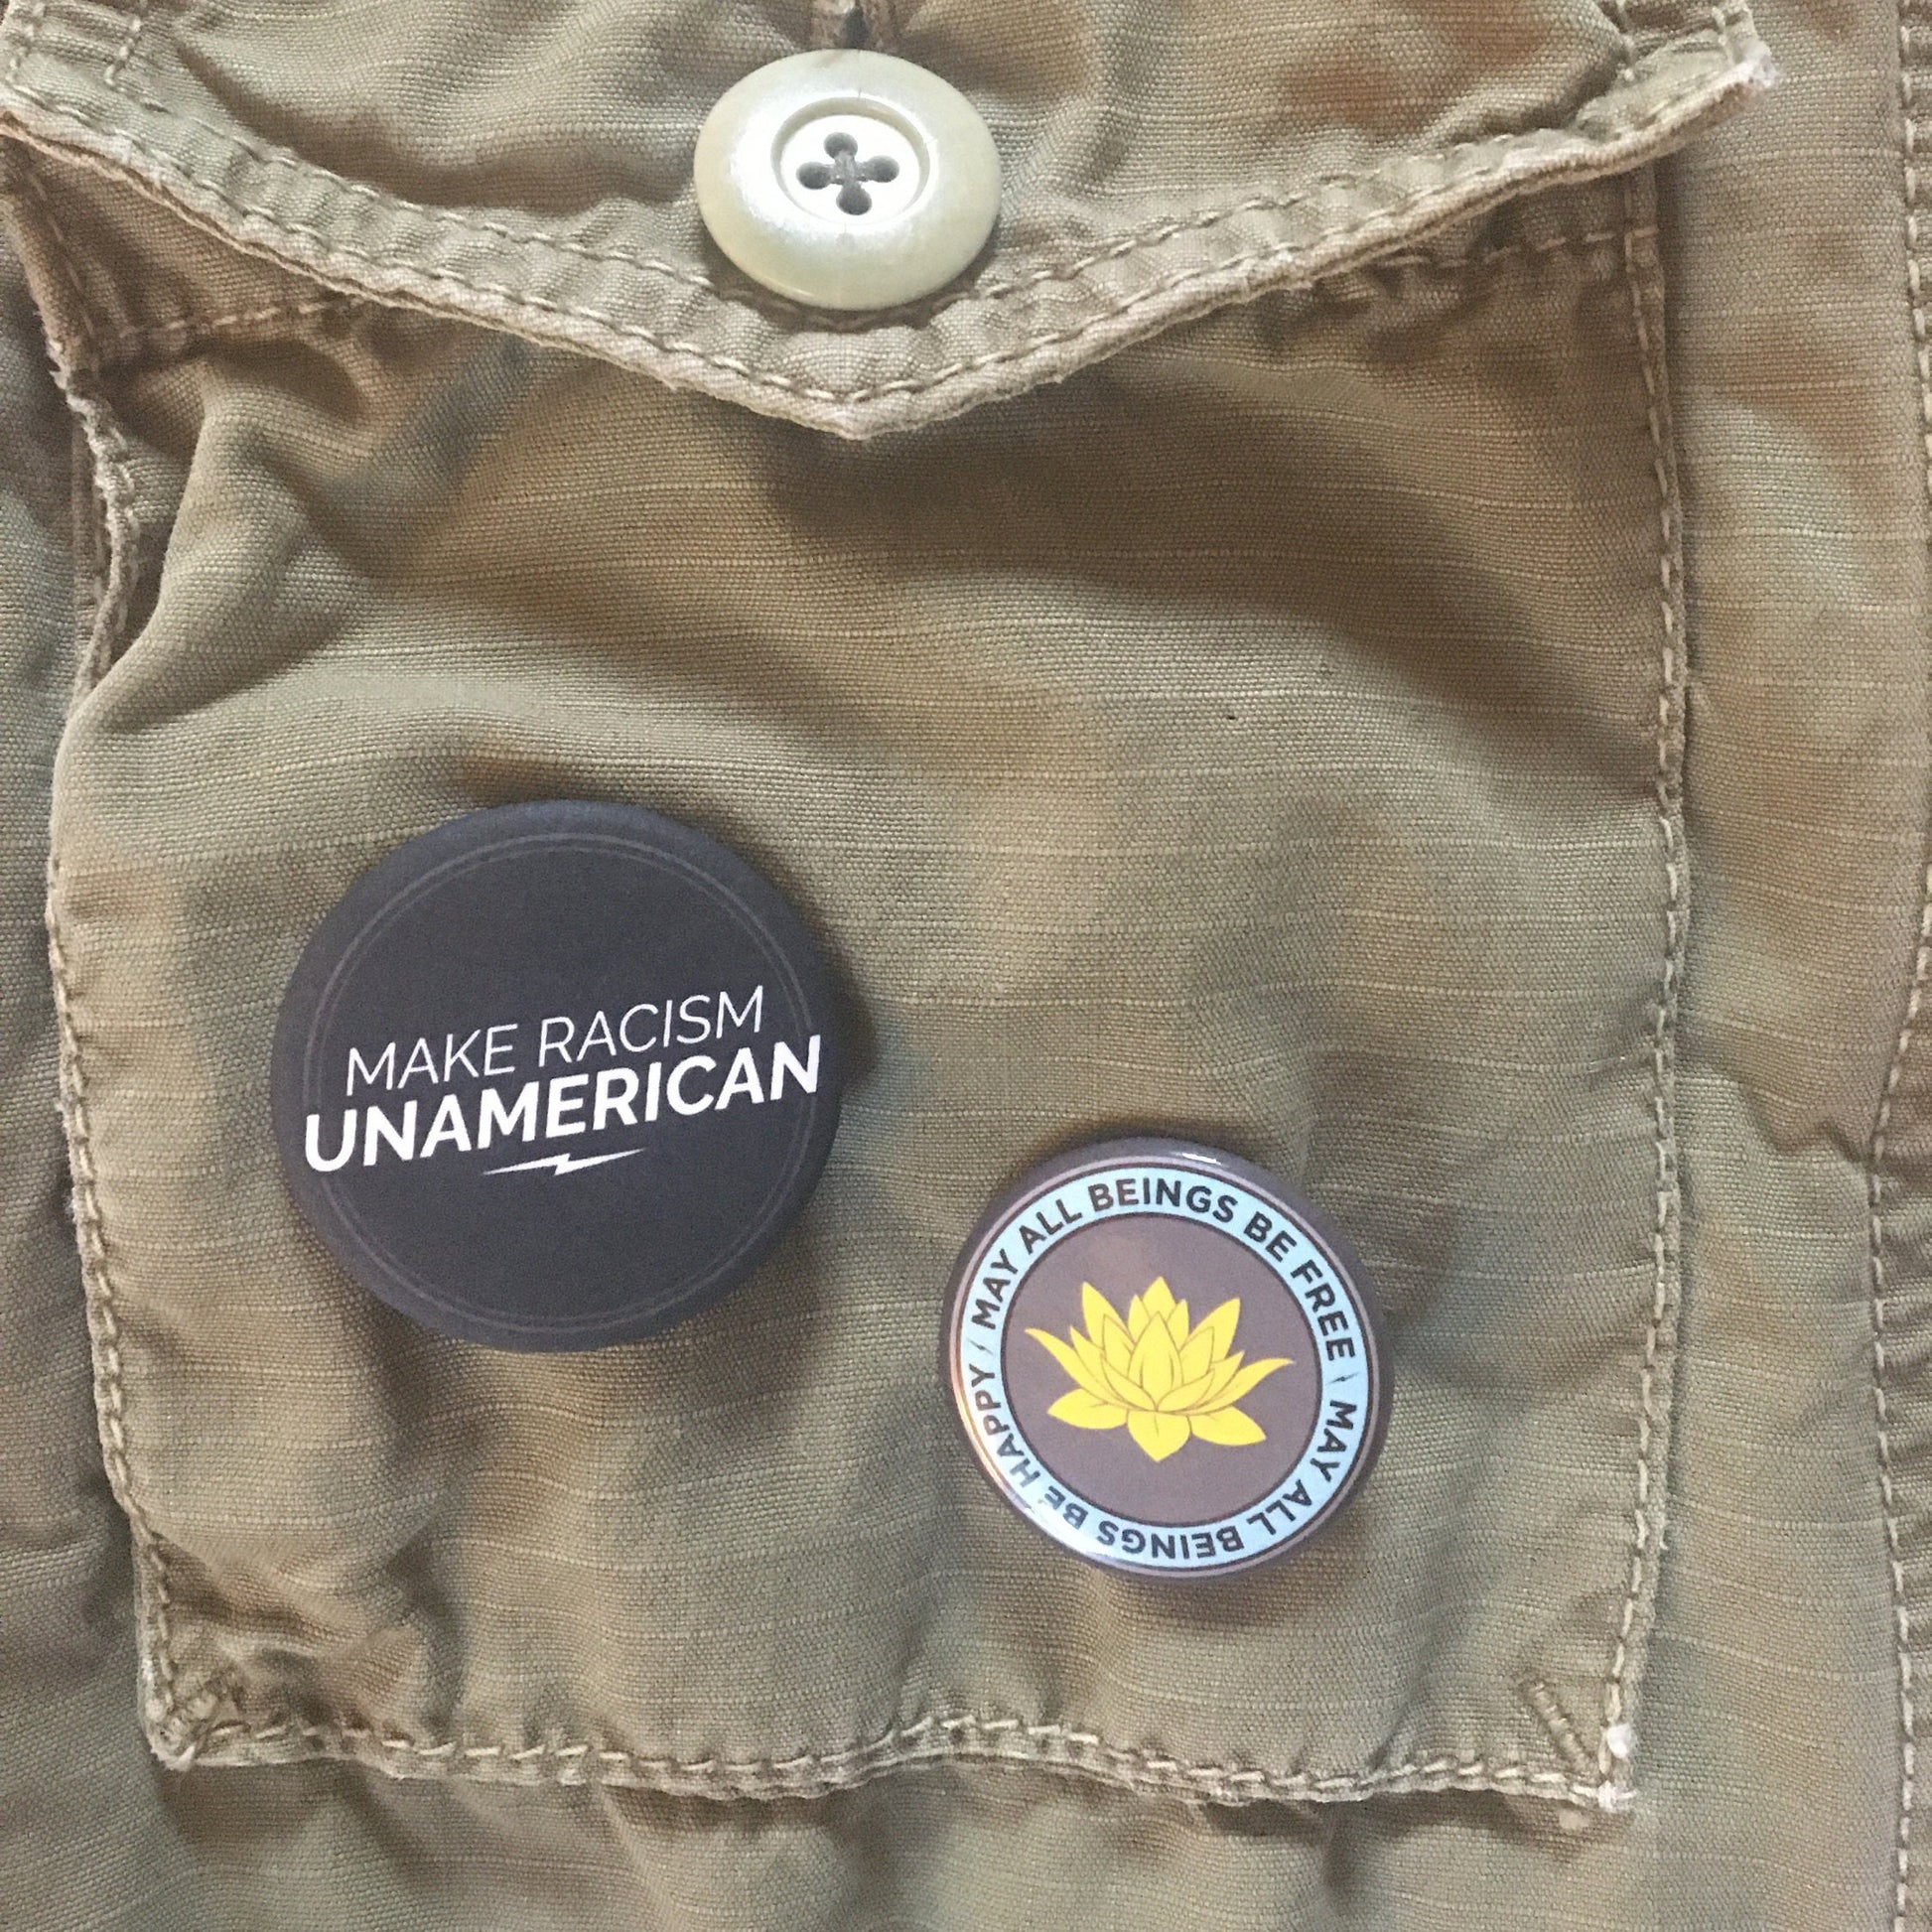 MAKE RACISM
UNAMERICAN
MAY ALL BEINGS BE FREE
MAY ALL BEINGS BE HAPPY